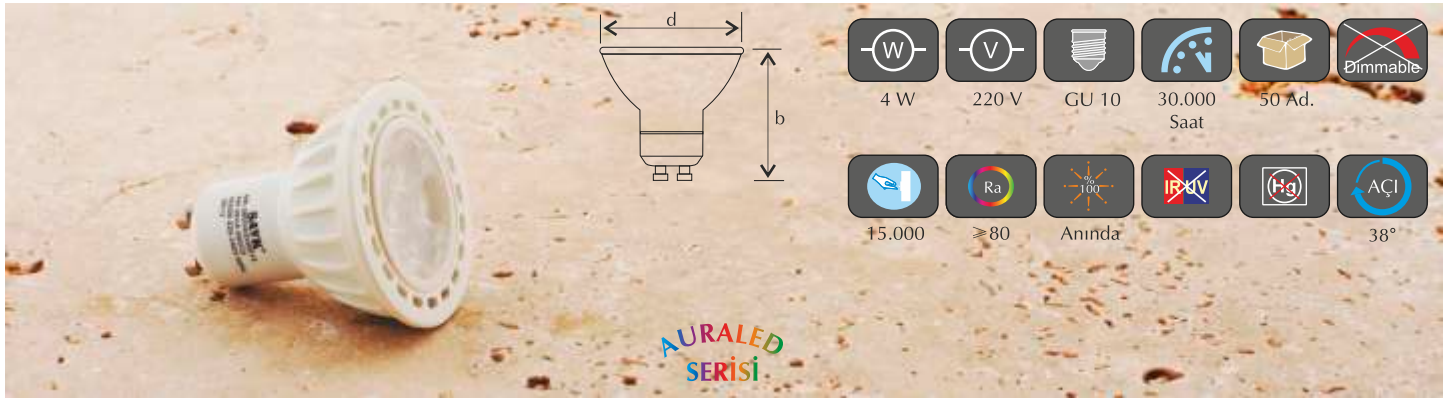 d
b
W
V
Dimmable
4 W
220 V
GU 10
30.000
Saat
50 Ad.
Ra
%
100
IR UV
Hg
AÇI
15.000
≥80
Anında
38°
AURALED
SERİSİ